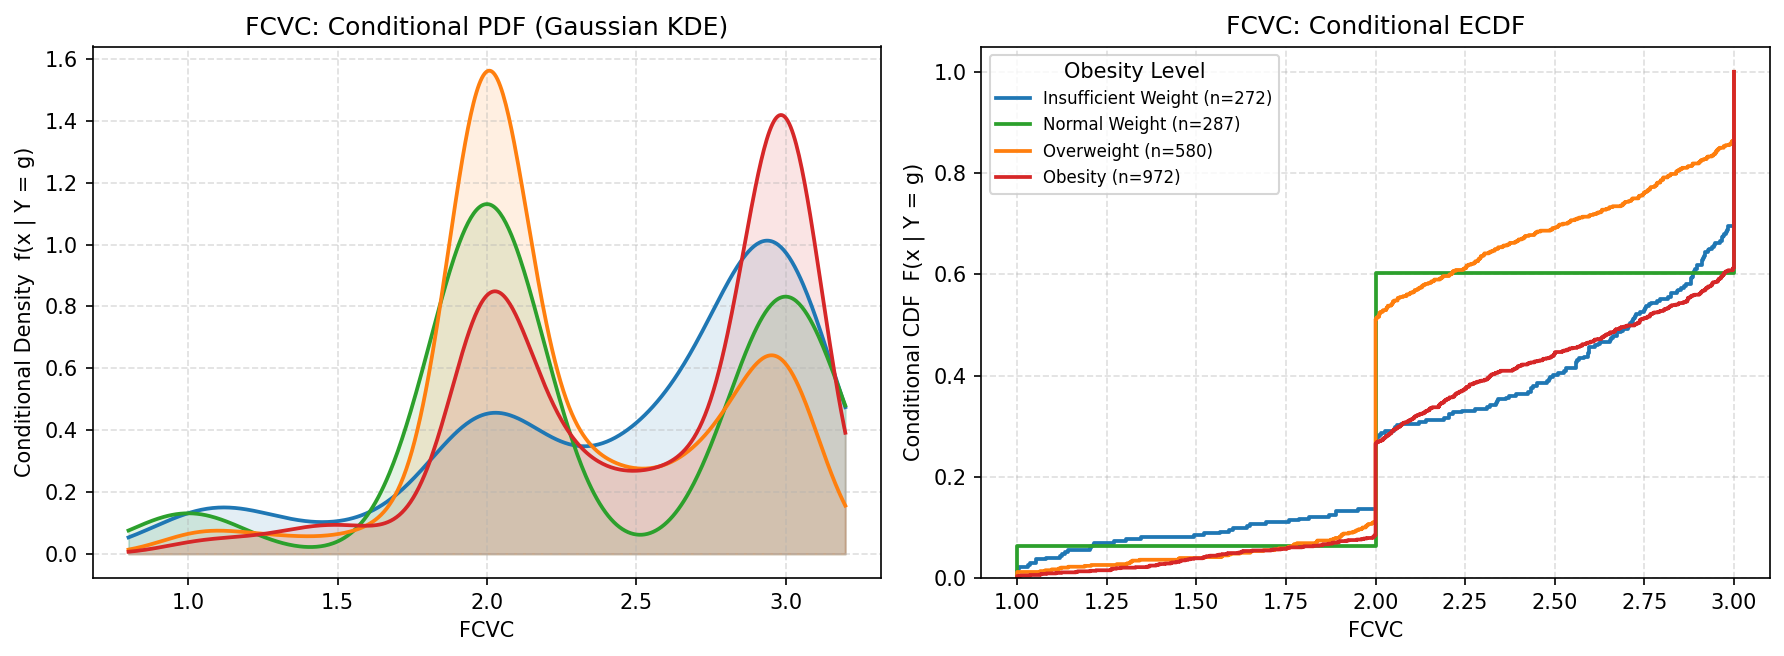 FCVC: Conditional PDF (Gaussian KDE)
Conditional Density f(x | Y = g)
1.6
1.4
1.2
1.0
0.8
0.6
0.4
0.2
0.0
1.0 1.5 2.0 2.5 3.0
FCVC
FCVC: Conditional ECDF
Conditional CDF F(x | Y = g)
1.0
0.8
0.6
0.4
0.2
0.0
Obesity Level
Insufficient Weight (n=272)
Normal Weight (n=287)
Overweight (n=580)
Obesity (n=972)
1.00 1.25 1.50 1.75 2.00 2.25 2.50 2.75 3.00
FCVC